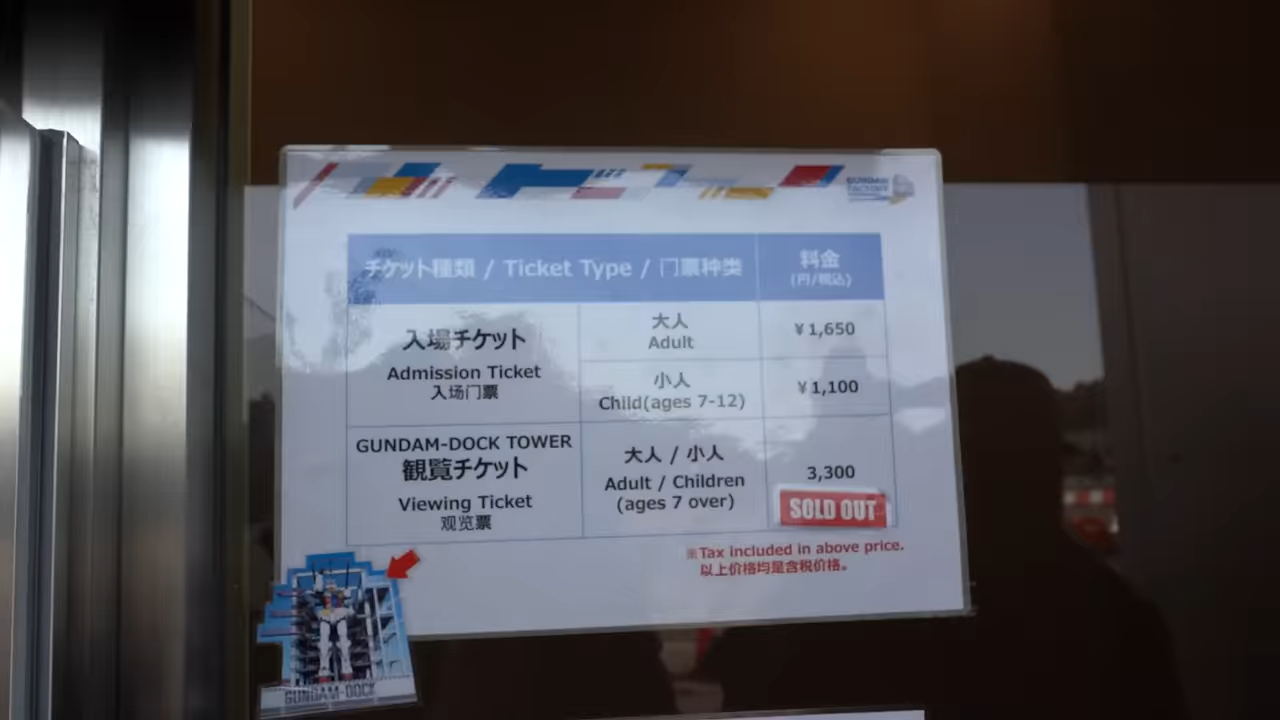 GUNDAM
FACTORY
チケット種類 / Ticket Type / 门票种类
料金
(円/税込)
入場チケット
Admission Ticket
入场门票
大人
Adult
¥1,650
小人
Child(ages 7-12)
¥1,100
GUNDAM-DOCK TOWER
観覧チケット
Viewing Ticket
观览票
大人 / 小人
Adult / Children
(ages 7 over)
3,300
SOLD OUT
※Tax included in above price.
以上价格均是含税价格。
GUNDAM-DOCK